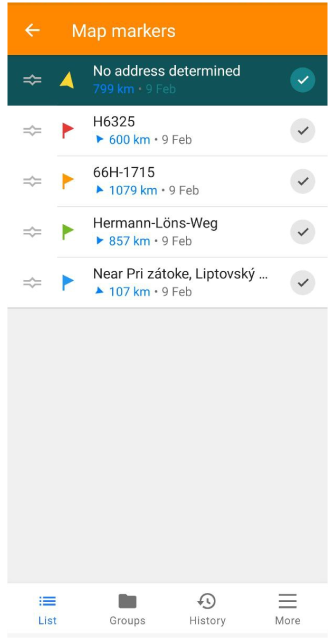 Map markers
No address determined
799 km • 9 Feb
H6325
600 km • 9 Feb
66H-1715
1079 km • 9 Feb
Hermann-Löns-Weg
857 km • 9 Feb
Near Pri zátoke, Liptovský ...
107 km • 9 Feb
List Groups History More